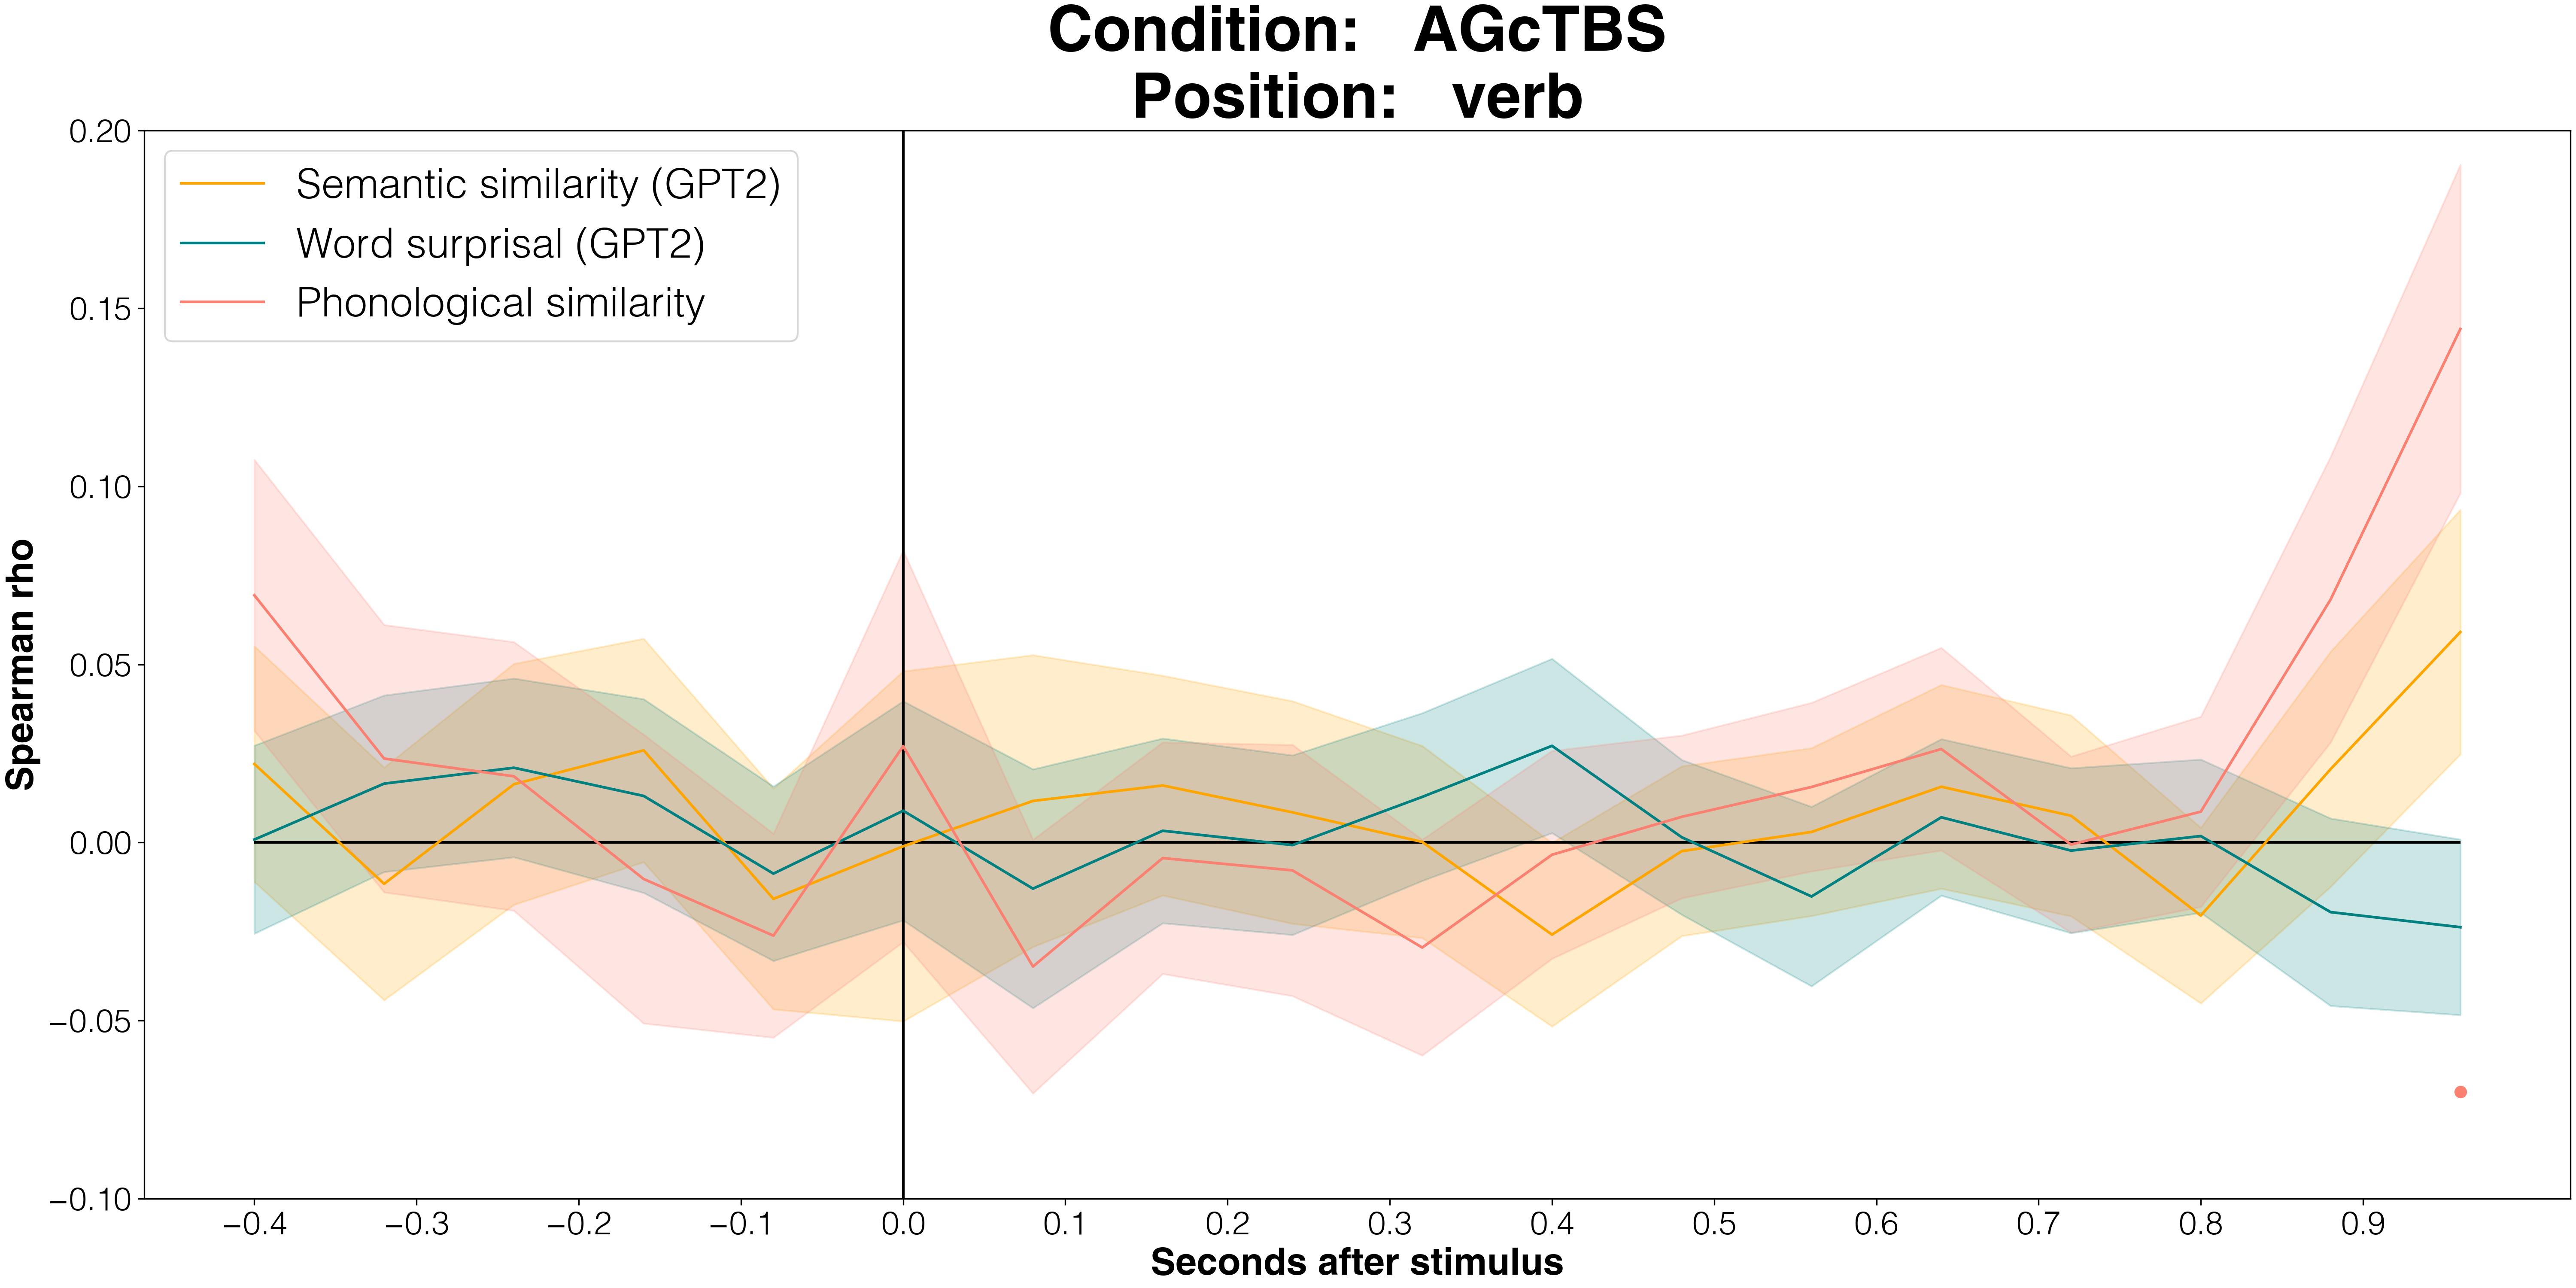 Condition: AGcTBS
Position: verb
Semantic similarity (GPT2)
Word surprisal (GPT2)
Phonological similarity
Spearman rho
0.20
0.15
0.10
0.05
0.00
−0.05
−0.10
−0.4 −0.3 −0.2 −0.1 0.0 0.1 0.2 0.3 0.4 0.5 0.6 0.7 0.8 0.9
Seconds after stimulus